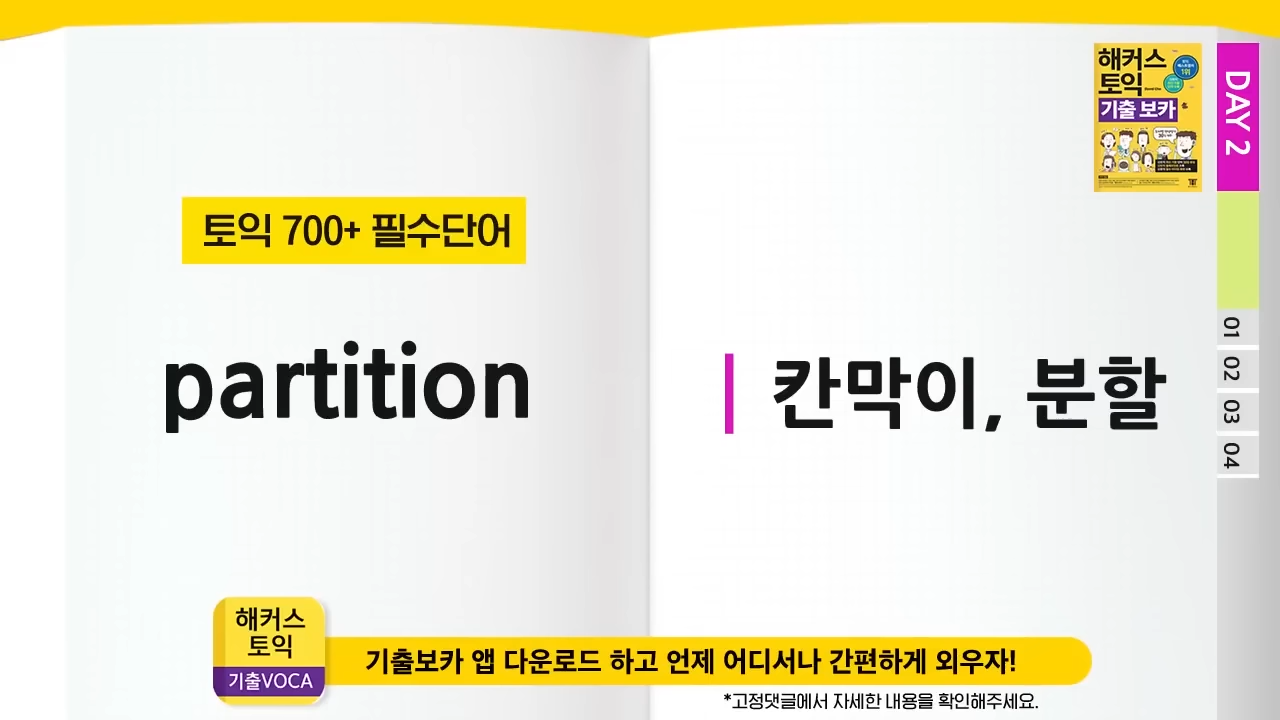 해커스
토익
기출 보카
1위
DAY 2
토익 700+ 필수단어
partition
칸막이, 분할
01
02
03
04
해커스
토익
기출VOCA
기출보카 앱 다운로드 하고 언제 어디서나 간편하게 외우자!
*고정댓글에서 자세한 내용을 확인해주세요.